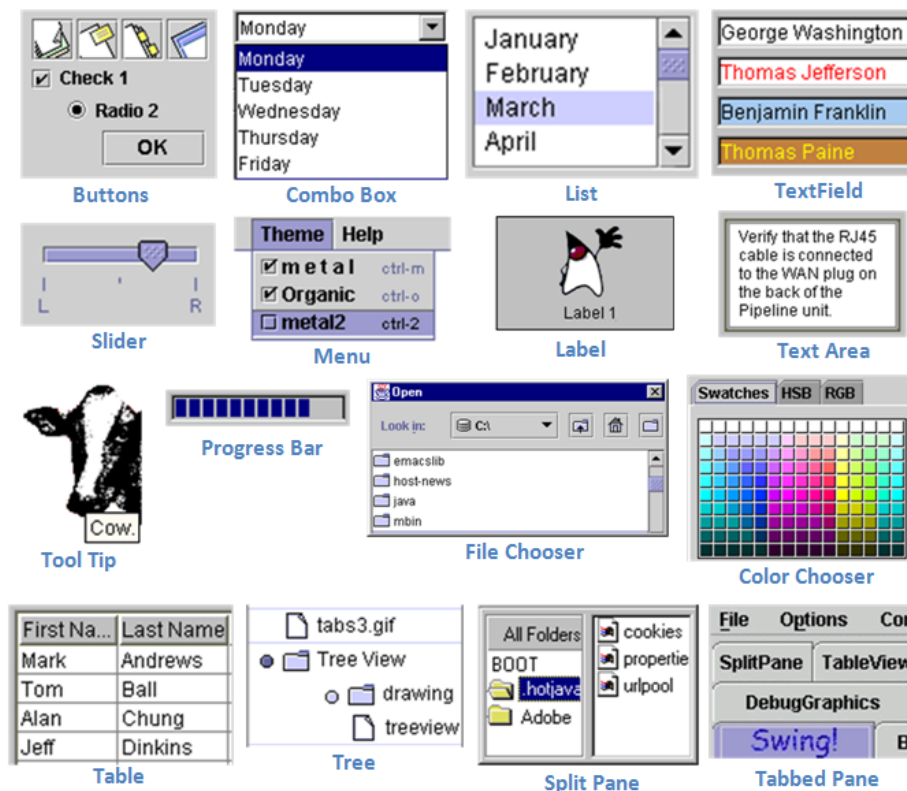 Check 1
Radio 2
OK
Buttons
Monday
Monday
Tuesday
Wednesday
Thursday
Friday
Combo Box
January
February
March
April
List
George Washington
Thomas Jefferson
Benjamin Franklin
Thomas Paine
TextField
L R
Slider
Theme Help
metal ctrl-m
Organic ctrl-o
metal2 ctrl-2
Menu
Label 1
Label
Verify that the RJ45
cable is connected
to the WAN plug on
the back of the
Pipeline unit.
Text Area
Cow.
Tool Tip
Progress Bar
Open
Look in: C:\
emacslib
host-news
java
mbin
File Chooser
Swatches HSB RGB
Color Chooser
First Na... Last Name
Mark Andrews
Tom Ball
Alan Chung
Jeff Dinkins
Table
tabs3.gif
Tree View
drawing
treeview
Tree
All Folders
BOOT
.hotjava
Adobe
cookies
propertie
urlpool
Split Pane
File Options Co
SplitPane TableView
DebugGraphics
Swing! B
Tabbed Pane